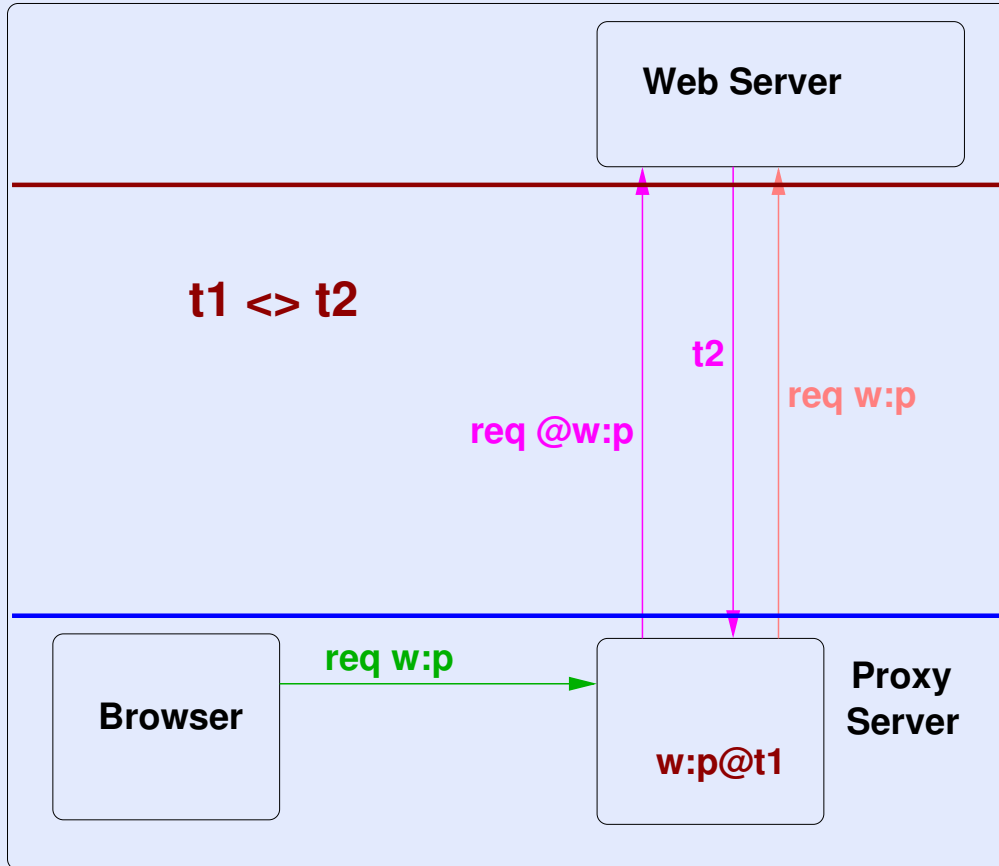 Web Server
t1 <> t2
t2
req w:p
req @w:p
req w:p
Browser
Proxy
Server
w:p@t1